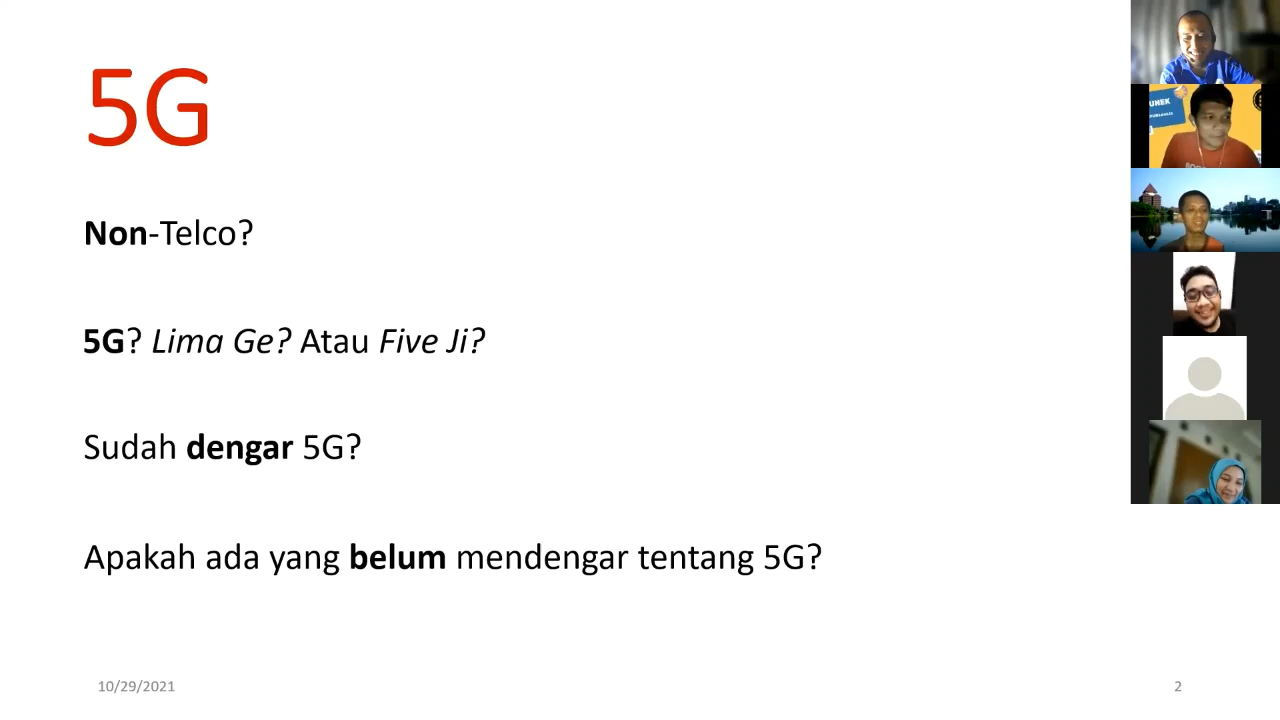 5G
Non-Telco?
5G? Lima Ge? Atau Five Ji?
Sudah dengar 5G?
Apakah ada yang belum mendengar tentang 5G?
10/29/2021
2